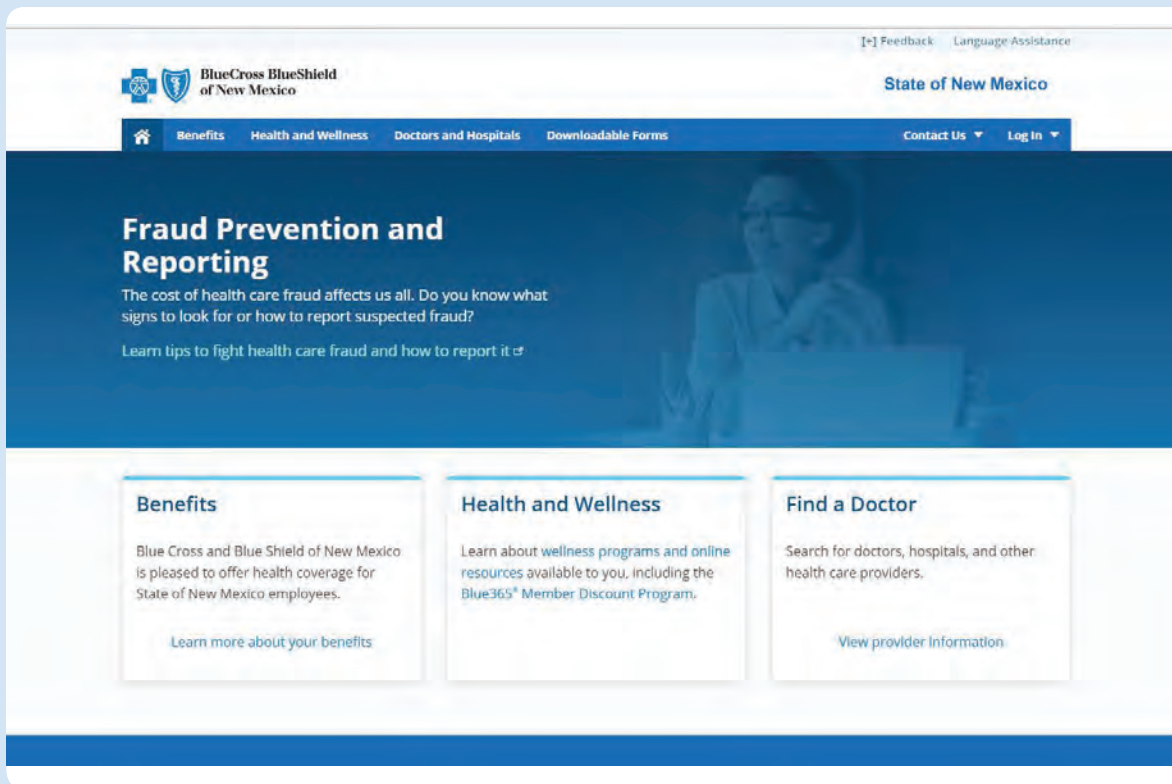 [+] Feedback Language Assistance
BlueCross BlueShield
of New Mexico
State of New Mexico
Benefits Health and Wellness Doctors and Hospitals Downloadable Forms Contact Us Log In
Fraud Prevention and
Reporting
The cost of health care fraud affects us all. Do you know what
signs to look for or how to report suspected fraud?
Learn tips to fight health care fraud and how to report it
Benefits
Blue Cross and Blue Shield of New Mexico
is pleased to offer health coverage for
State of New Mexico employees.
Learn more about your benefits
Health and Wellness
Learn about wellness programs and online
resources available to you, including the
Blue365® Member Discount Program.
Find a Doctor
Search for doctors, hospitals, and other
health care providers.
View provider information